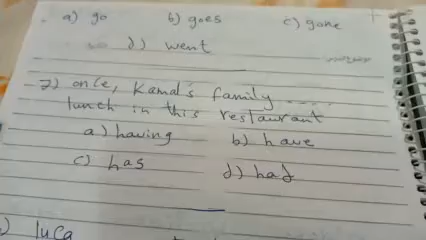 a) go b) goes c) gone
d) went
7) once, Kamal's family ....
lunch in this restaurant
a) having b) have
c) has d) had
luca